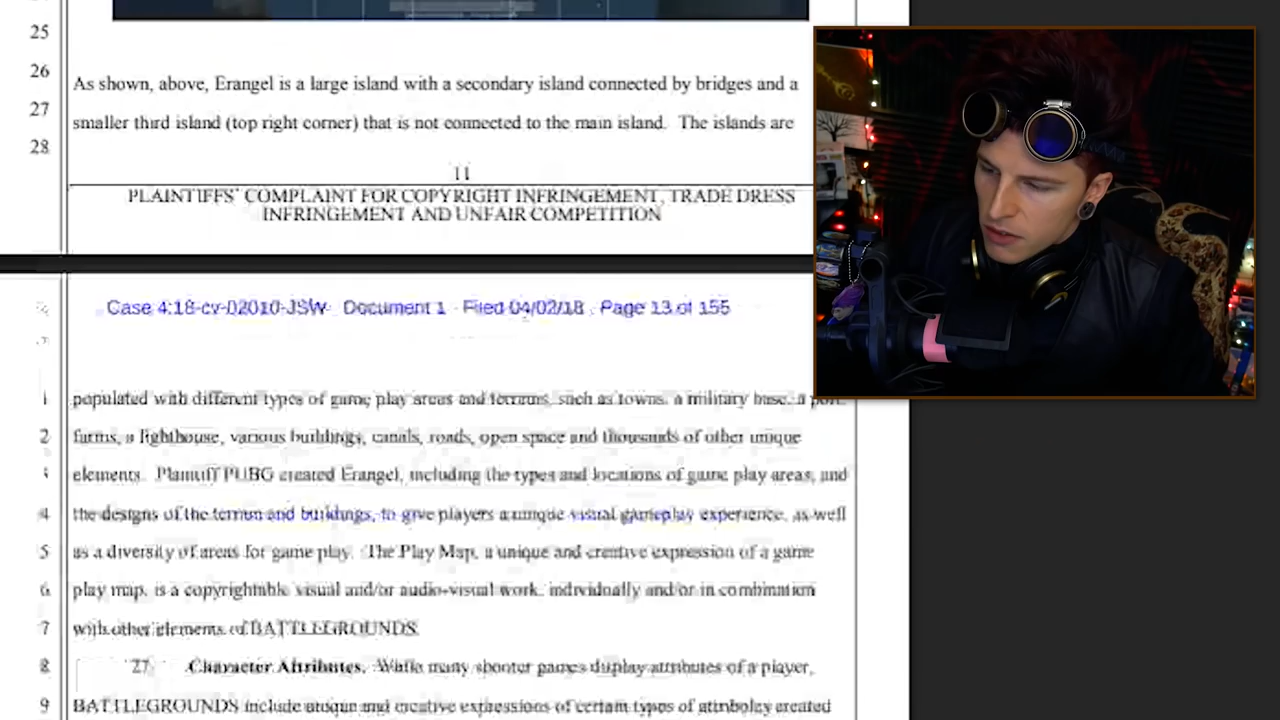 25
26
As shown, above, Erangel is a large island with a secondary island connected by bridges and a
27
smaller third island (top right corner) that is not connected to the main island. The islands are
28
11
PLAINTIFFS' COMPLAINT FOR COPYRIGHT INFRINGEMENT, TRADE DRESS
INFRINGEMENT AND UNFAIR COMPETITION
Case 4:18-cv-02010-JSW Document 1 Filed 04/02/18 Page 13 of 155
1 populated with different types of game play areas and terrains, such as towns, a military base, a port,
2 farms, a lighthouse, various buildings, canals, roads, open space and thousands of other unique
3 elements. Plaintiff PUBG created Erangel, including the types and locations of game play areas, and
4 the designs of the terrain and buildings, to give players a unique visual gameplay experience, as well
5 as a diversity of areas for game play. The Play Map, a unique and creative expression of a game
6 play map, is a copyrightable visual and/or audio-visual work, individually and/or in combination
7 with other elements of BATTLEGROUNDS.
8 27. Character Attributes. While many shooter games display attributes of a player,
9 BATTLEGROUNDS include unique and creative expressions of certain types of attributes created